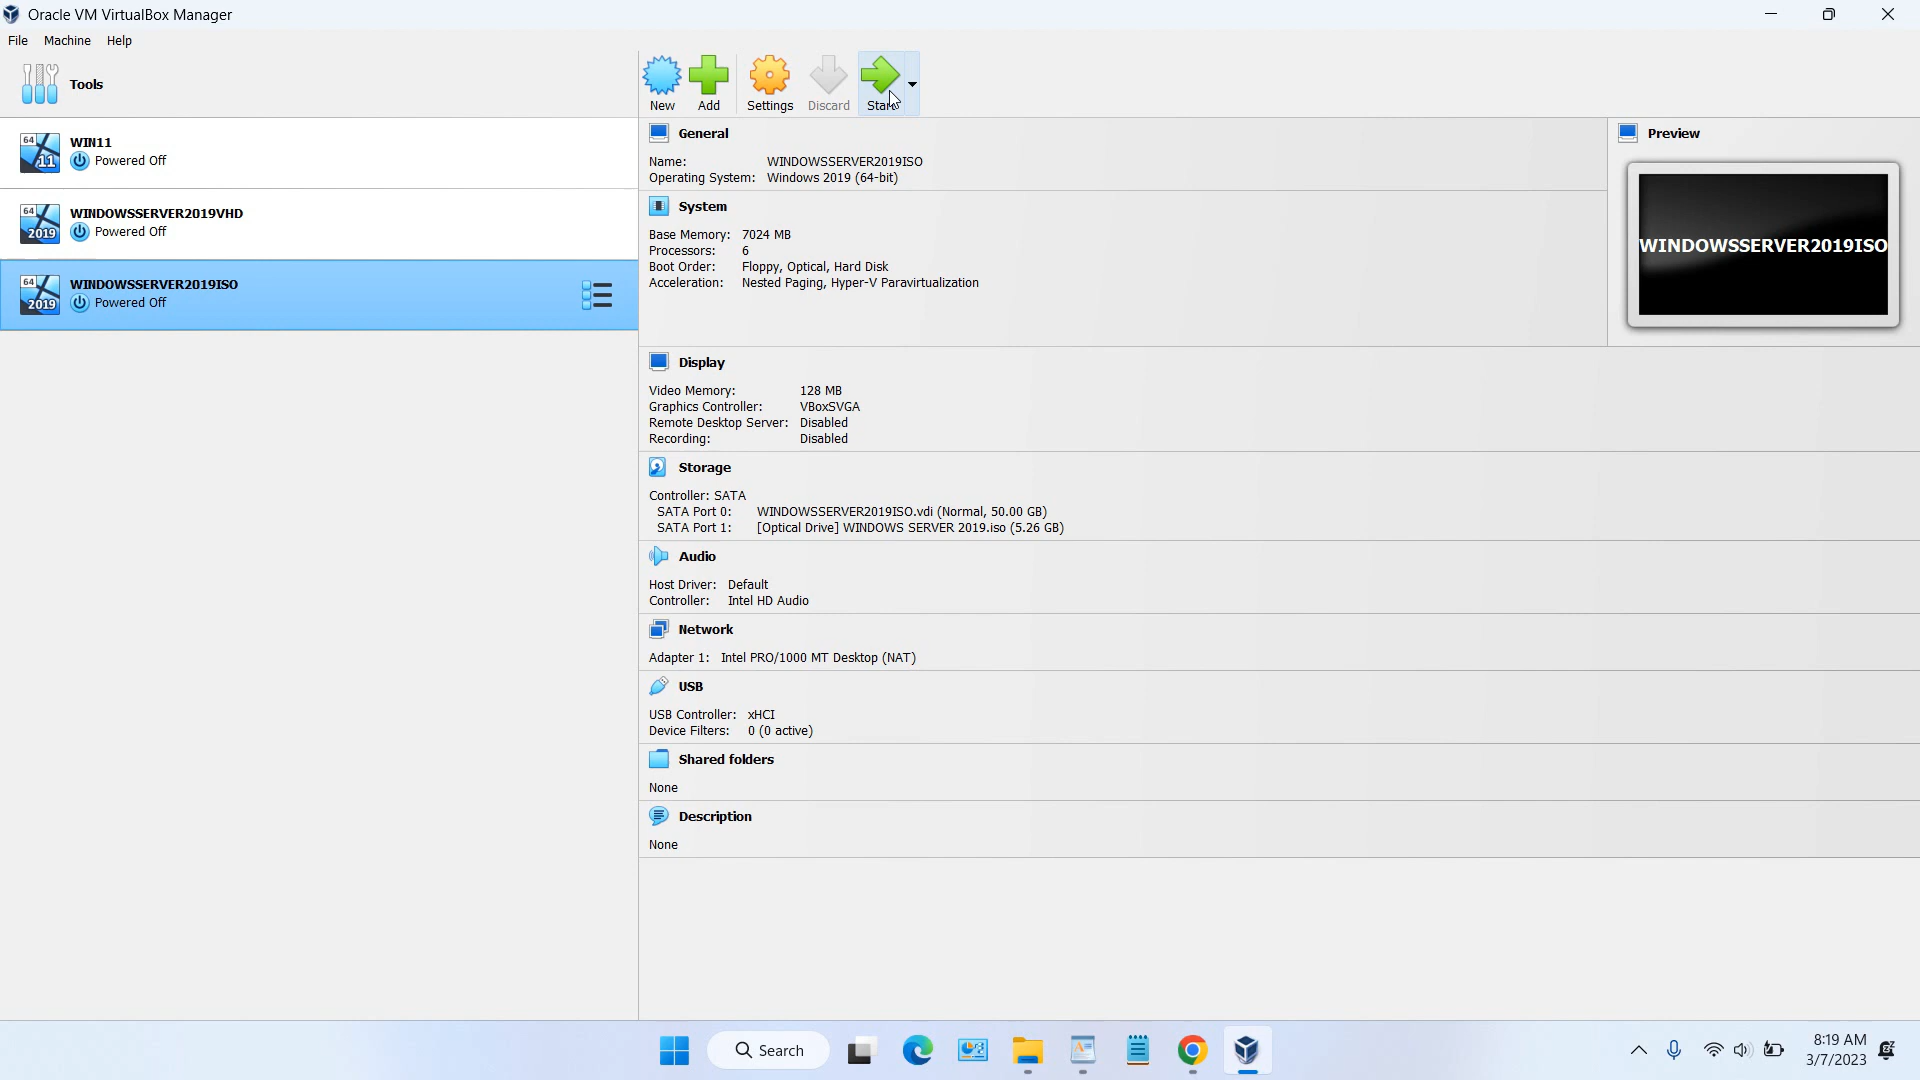 Oracle VM VirtualBox Manager
File Machine Help
Tools
New Add Settings Discard Start
64 11 WIN11
Powered Off
64 2019 WINDOWSSERVER2019VHD
Powered Off
64 2019 WINDOWSSERVER2019ISO
Powered Off
General
Name: WINDOWSSERVER2019ISO
Operating System: Windows 2019 (64-bit)
System
Base Memory: 7024 MB
Processors: 6
Boot Order: Floppy, Optical, Hard Disk
Acceleration: Nested Paging, Hyper-V Paravirtualization
Preview
WINDOWSSERVER2019ISO
Display
Video Memory: 128 MB
Graphics Controller: VBoxSVGA
Remote Desktop Server: Disabled
Recording: Disabled
Storage
Controller: SATA
SATA Port 0: WINDOWSSERVER2019ISO.vdi (Normal, 50.00 GB)
SATA Port 1: [Optical Drive] WINDOWS SERVER 2019.iso (5.26 GB)
Audio
Host Driver: Default
Controller: Intel HD Audio
Network
Adapter 1: Intel PRO/1000 MT Desktop (NAT)
USB
USB Controller: xHCI
Device Filters: 0 (0 active)
Shared folders
None
Description
None
Search
8:19 AM
3/7/2023